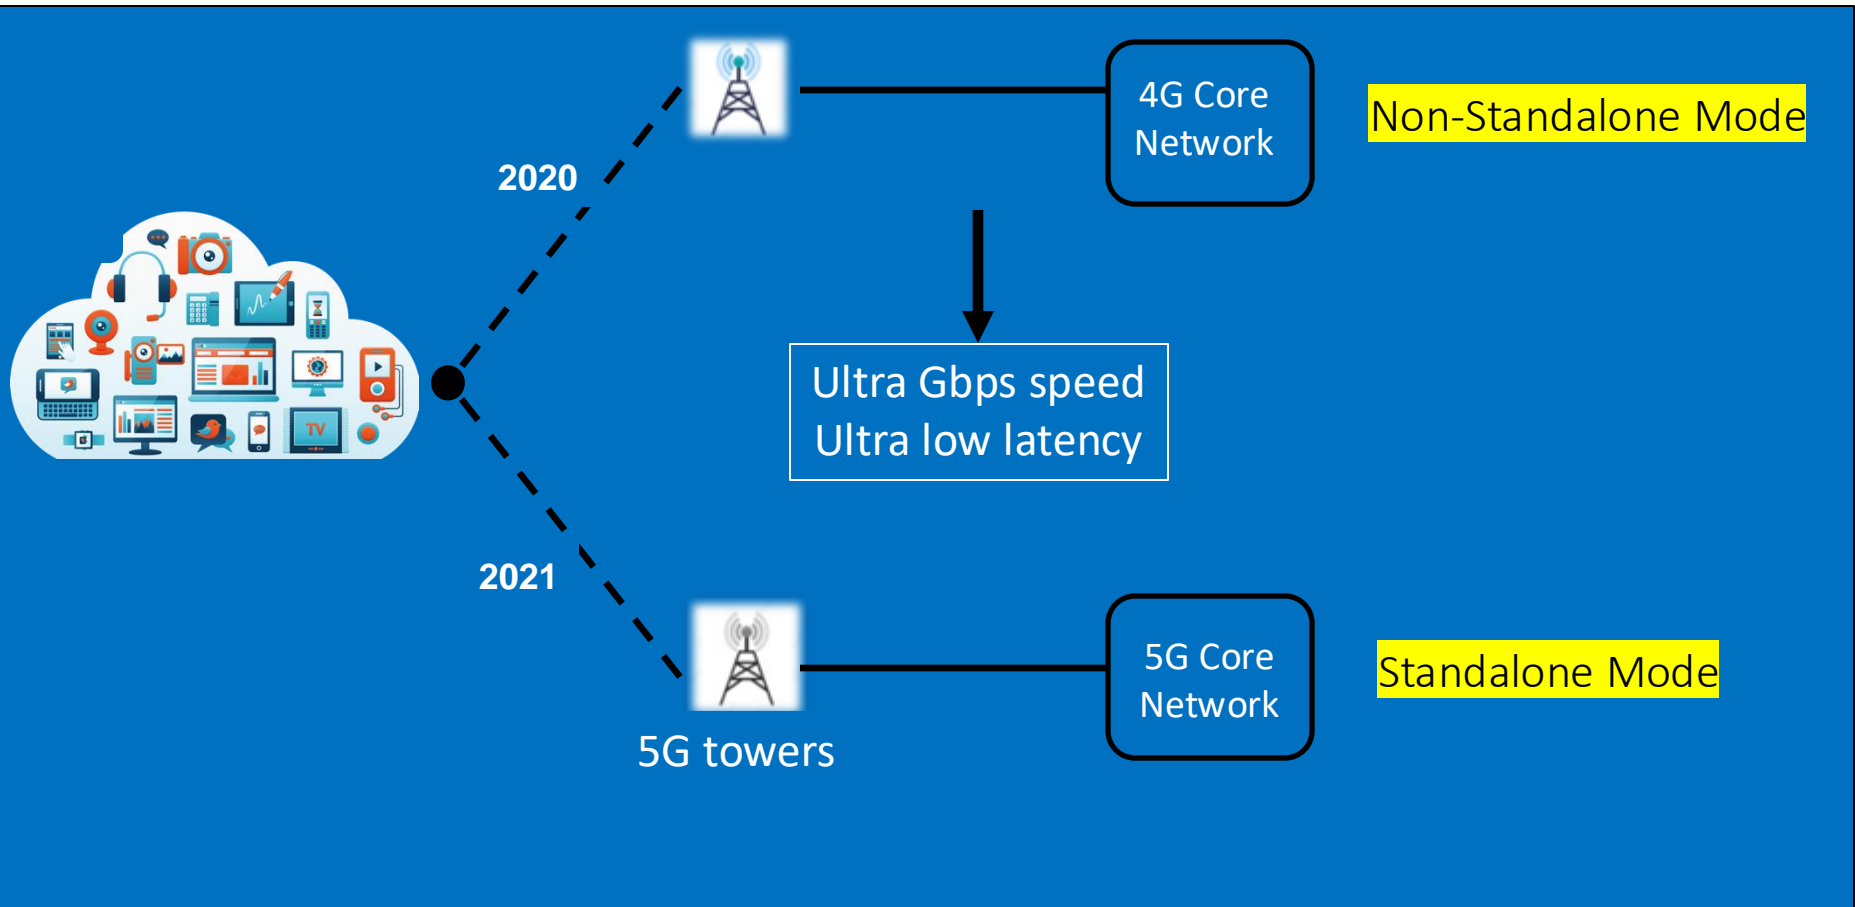 4G Core
Network
Non-Standalone Mode
2020
Ultra Gbps speed
Ultra low latency
TV
2021
5G Core
Network
Standalone Mode
5G towers